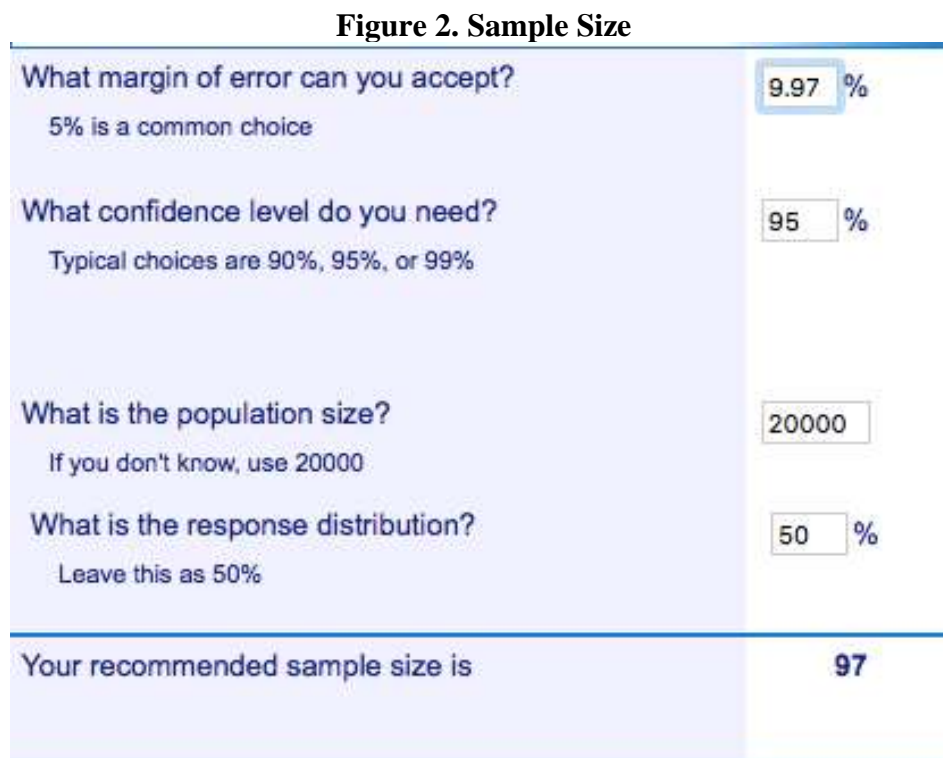 Figure 2. Sample Size
What margin of error can you accept? 9.97 %
5% is a common choice
What confidence level do you need? 95 %
Typical choices are 90%, 95%, or 99%
What is the population size? 20000
If you don't know, use 20000
What is the response distribution? 50 %
Leave this as 50%
Your recommended sample size is 97